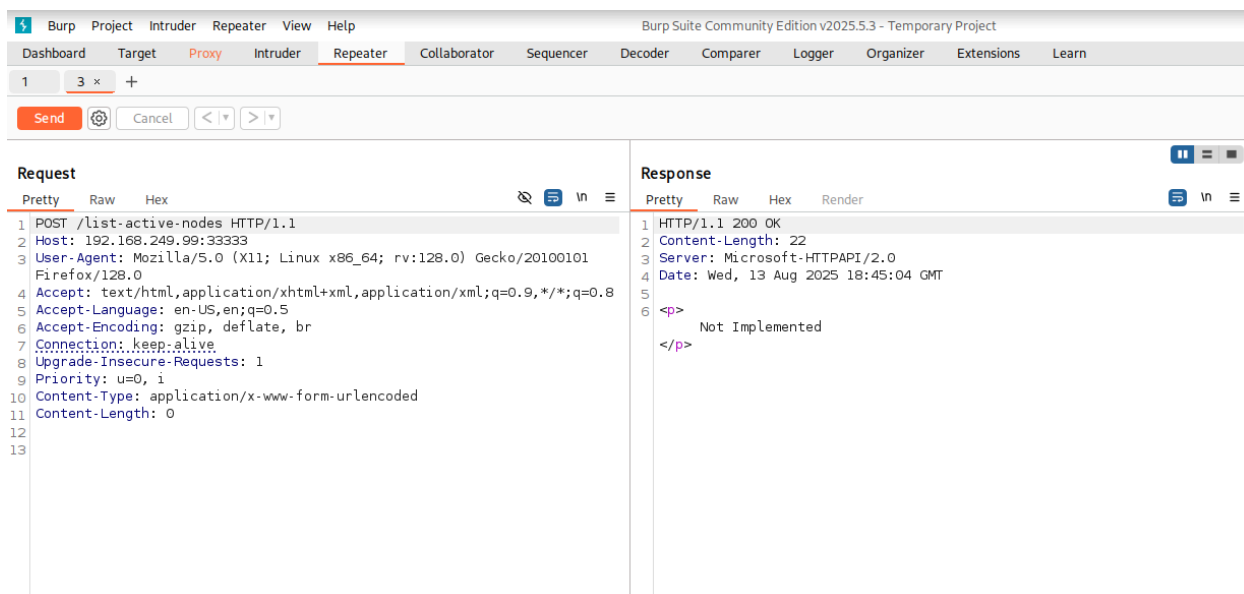 Burp Project Intruder Repeater View Help Burp Suite Community Edition v2025.5.3 - Temporary Project
Dashboard Target Proxy Intruder Repeater Collaborator Sequencer Decoder Comparer Logger Organizer Extensions Learn
1 3 × +
Send Cancel < >
Request
Pretty Raw Hex \n
1 POST /list-active-nodes HTTP/1.1
2 Host: 192.168.249.99:33333
3 User-Agent: Mozilla/5.0 (X11; Linux x86_64; rv:128.0) Gecko/20100101
Firefox/128.0
4 Accept: text/html,application/xhtml+xml,application/xml;q=0.9,*/*;q=0.8
5 Accept-Language: en-US,en;q=0.5
6 Accept-Encoding: gzip, deflate, br
7 Connection: keep-alive
8 Upgrade-Insecure-Requests: 1
9 Priority: u=0, i
10 Content-Type: application/x-www-form-urlencoded
11 Content-Length: 0
12
13
Response
Pretty Raw Hex Render \n
1 HTTP/1.1 200 OK
2 Content-Length: 22
3 Server: Microsoft-HTTPAPI/2.0
4 Date: Wed, 13 Aug 2025 18:45:04 GMT
5
6 <p>
Not Implemented
</p>